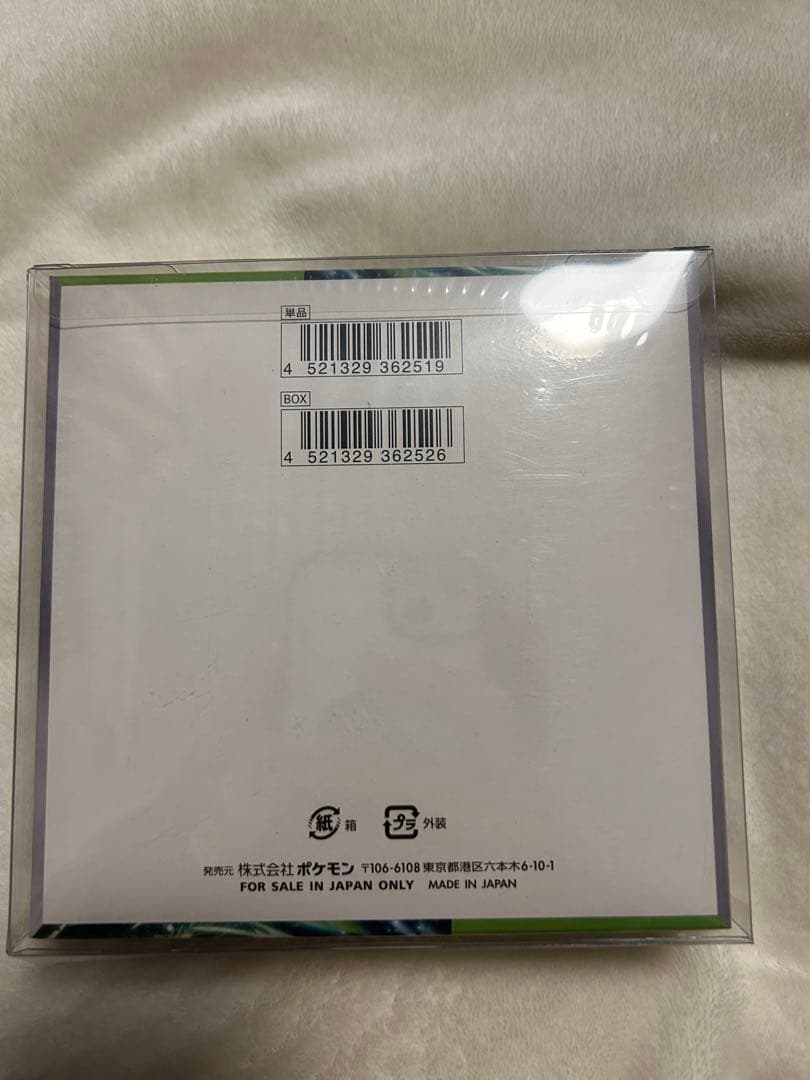 単品
4 521329 362519
BOX
4 521329 362526
紙 箱 プラ 外装
発売元 株式会社ポケモン 〒106-6108 東京都港区六本木6-10-1
FOR SALE IN JAPAN ONLY MADE IN JAPAN